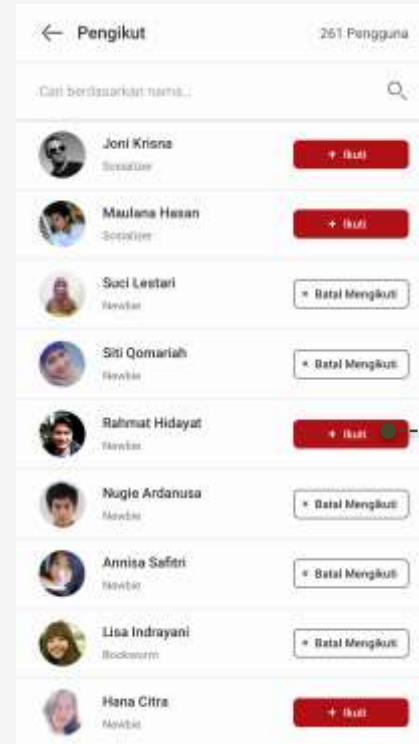 ← Pengikut 261 Pengguna
Cari berdasarkan nama...
Joni Krisna
Sosializer
+ Ikuti
Maulana Hasan
Sosializer
+ Ikuti
Suci Lestari
Newbie
× Batal Mengikuti
Siti Qomariah
Newbie
× Batal Mengikuti
Rahmat Hidayat
Newbie
+ Ikuti
Nugie Ardanusa
Newbie
× Batal Mengikuti
Annisa Safitri
Newbie
× Batal Mengikuti
Lisa Indrayani
Bookworm
× Batal Mengikuti
Hana Citra
Newbie
+ Ikuti